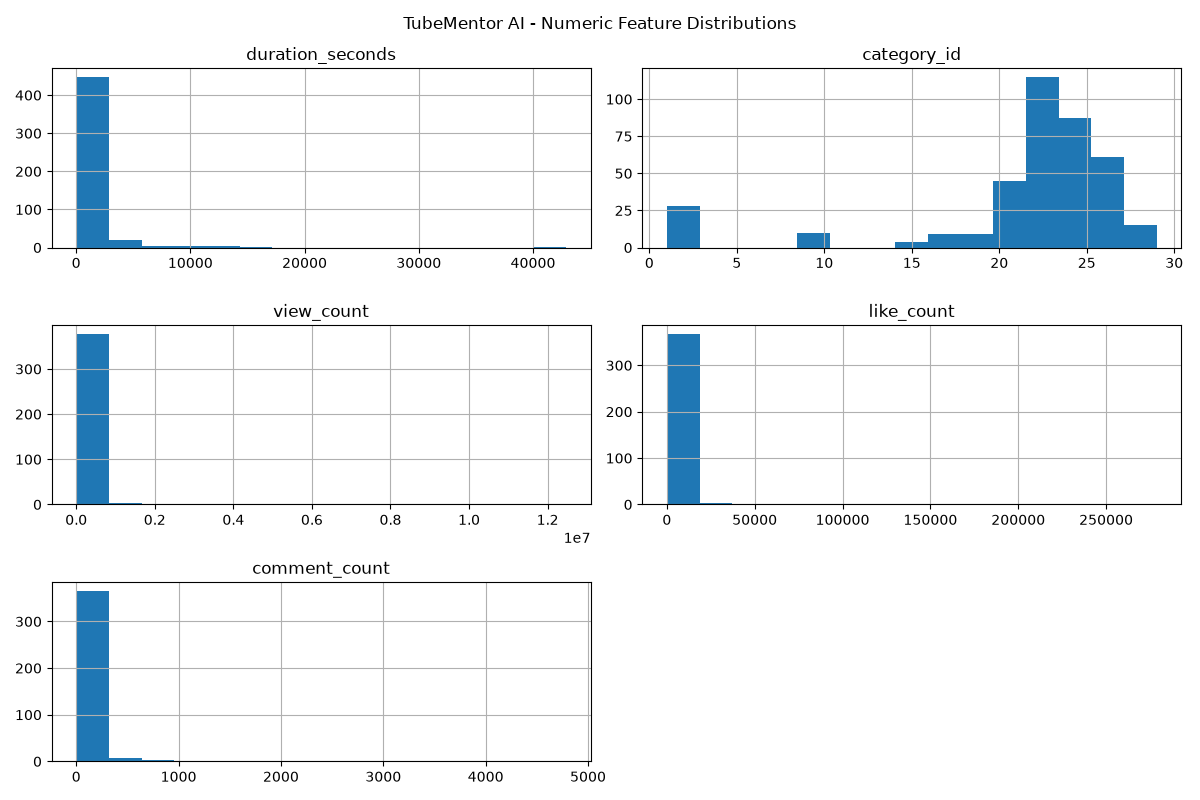 TubeMentor AI - Numeric Feature Distributions
duration_seconds
400
300
200
100
0
0 10000 20000 30000 40000
category_id
100
75
50
25
0
0 5 10 15 20 25 30
view_count
300
200
100
0
0.0 0.2 0.4 0.6 0.8 1.0 1.2
1e7
like_count
300
200
100
0
0 50000 100000 150000 200000 250000
comment_count
300
200
100
0
0 1000 2000 3000 4000 5000